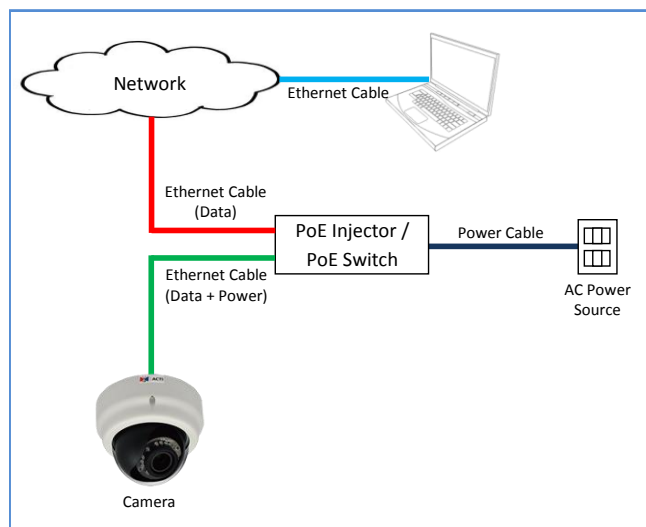 Network
Ethernet Cable
Ethernet Cable
(Data)
PoE Injector /
PoE Switch
Power Cable
Ethernet Cable
(Data + Power)
AC Power
Source
Camera